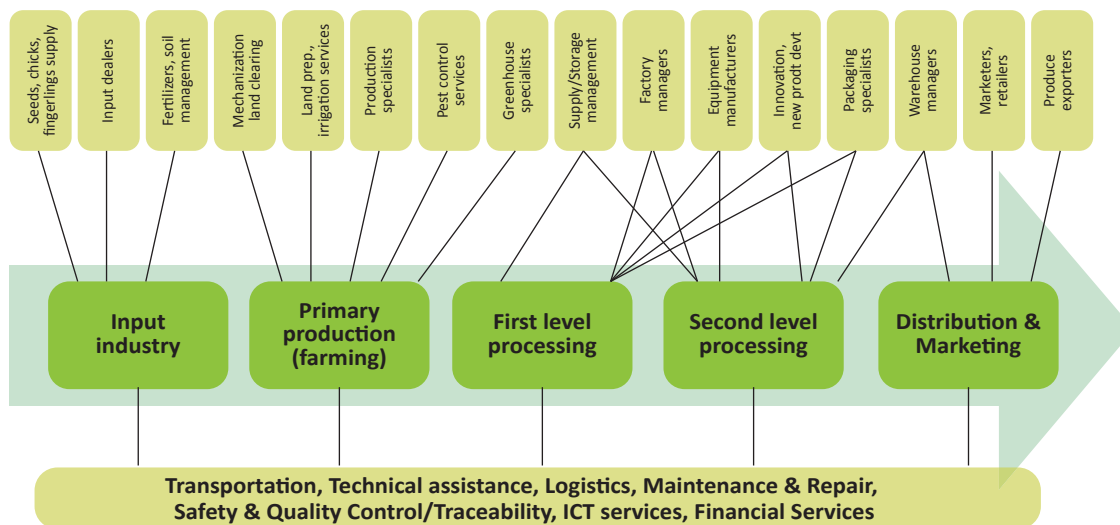 Seeds, chicks,
fingerlings supply
Input dealers
Fertilizers, soil
management
Mechanization
land clearing
Land prep.,
irrigation services
Production
specialists
Pest control
services
Greenhouse
specialists
Supply/Storage
management
Factory
managers
Equipment
manufacturers
Innovation,
new prodt devt
Packaging
specialists
Warehouse
managers
Marketers,
retailers
Produce
exporters
Input
industry
Primary
production
(farming)
First level
processing
Second level
processing
Distribution &
Marketing
Transportation, Technical assistance, Logistics, Maintenance & Repair,
Safety & Quality Control/Traceability, ICT services, Financial Services